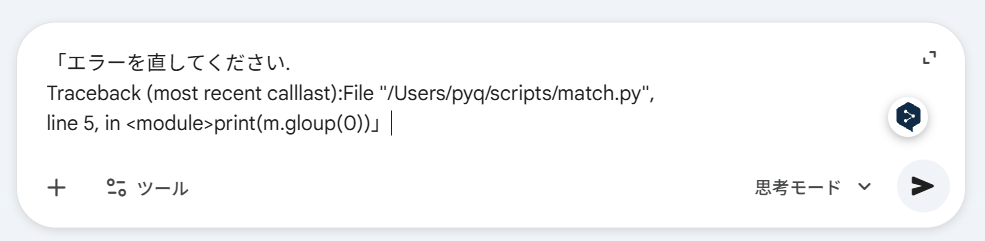 「エラーを直してください.
Traceback (most recent calllast):File "/Users/pyq/scripts/match.py",
line 5, in <module>print(m.gloup(0))」
ツール
思考モード